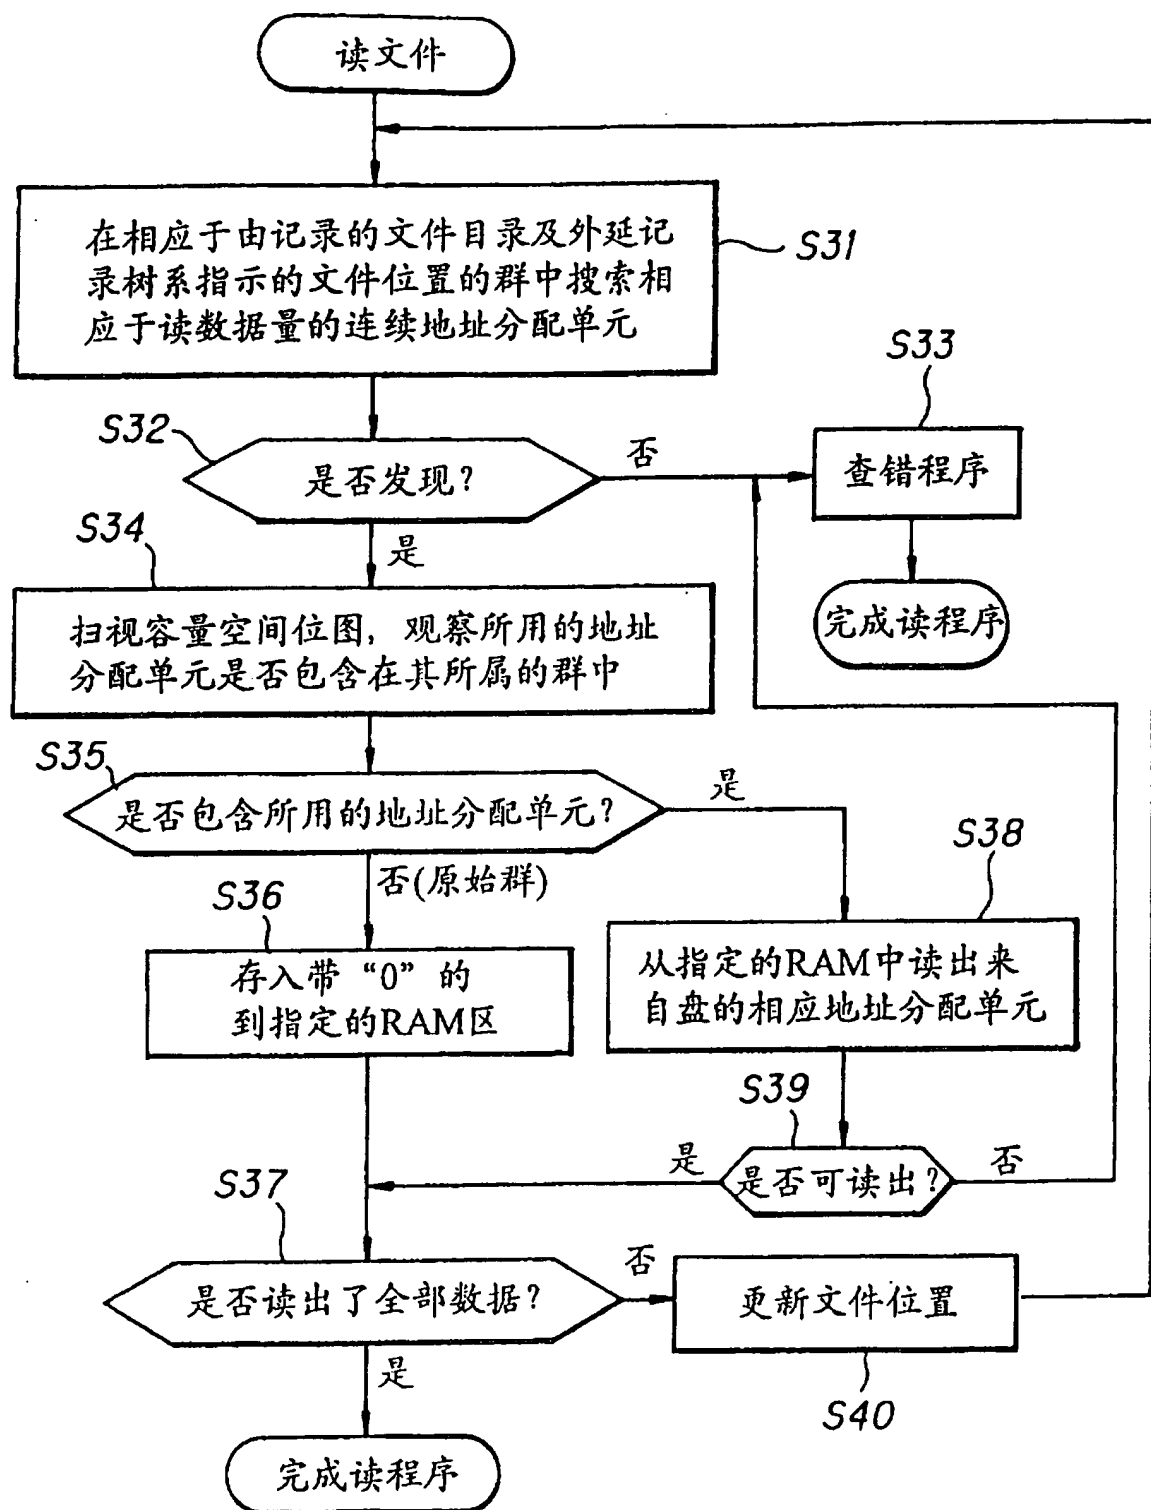 读文件
在相应于由记录的文件目录及外延记
录树系指示的文件位置的群中搜索相
应于读数据量的连续地址分配单元
S31
S32
是否发现?
否
S33
查错程序
完成读程序
是
S34
扫视容量空间位图，观察所用的地址
分配单元是否包含在其所属的群中
S35
是否包含所用的地址分配单元?
是
否(原始群)
S36
存入带“0”的
到指定的RAM区
S38
从指定的RAM中读出来
自盘的相应地址分配单元
S39
是否可读出?
是
否
S37
是否读出了全部数据?
否
更新文件位置
S40
是
完成读程序